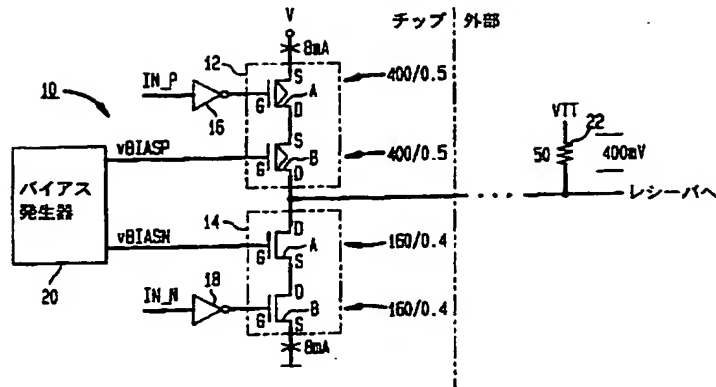 V
チップ 外部
8mA
12
S
400/0.5
IN_P
G
A
10
16
D
VTT
22
S
50
400mV
vBIASP
G
B
400/0.5
D
バイアス
発生器
レシーバへ
14
D
vBIASN
G
A
160/0.4
S
20
D
IN_N
18
G
B
160/0.4
S
8mA